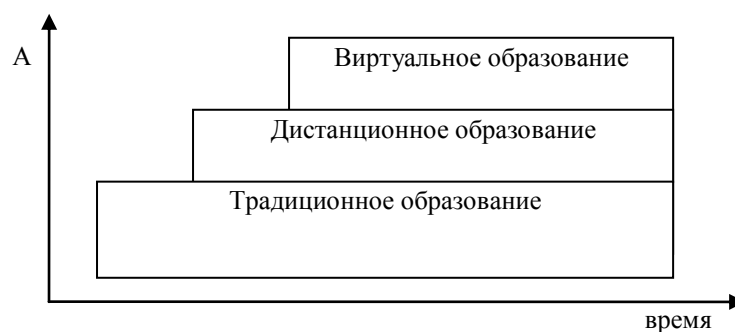 А
Виртуальное образование
Дистанционное образование
Традиционное образование
время